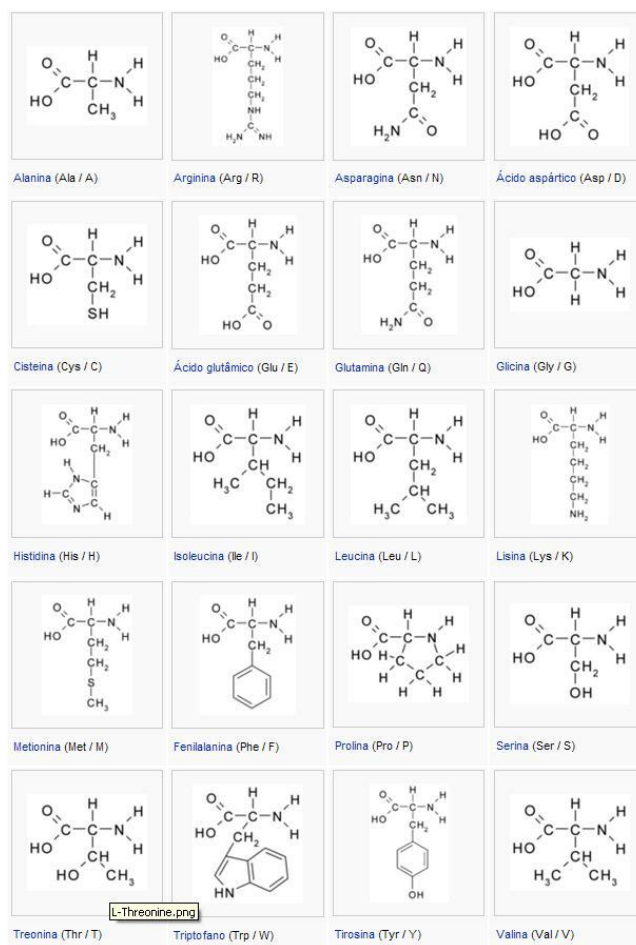 Alanina (Ala / A)
Arginina (Arg / R)
Asparagina (Asn / N)
Ácido aspártico (Asp / D)
Cisteina (Cys / C)
Ácido glutâmico (Glu / E)
Glutamina (Gln / Q)
Glicina (Gly / G)
Histidina (His / H)
Isoleucina (Ile / I)
Leucina (Leu / L)
Lisina (Lys / K)
Metionina (Met / M)
Fenilalanina (Phe / F)
Prolina (Pro / P)
Serina (Ser / S)
L-Threonine.png
Treonina (Thr / T)
Triptofano (Trp / W)
Tirosina (Tyr / Y)
Valina (Val / V)